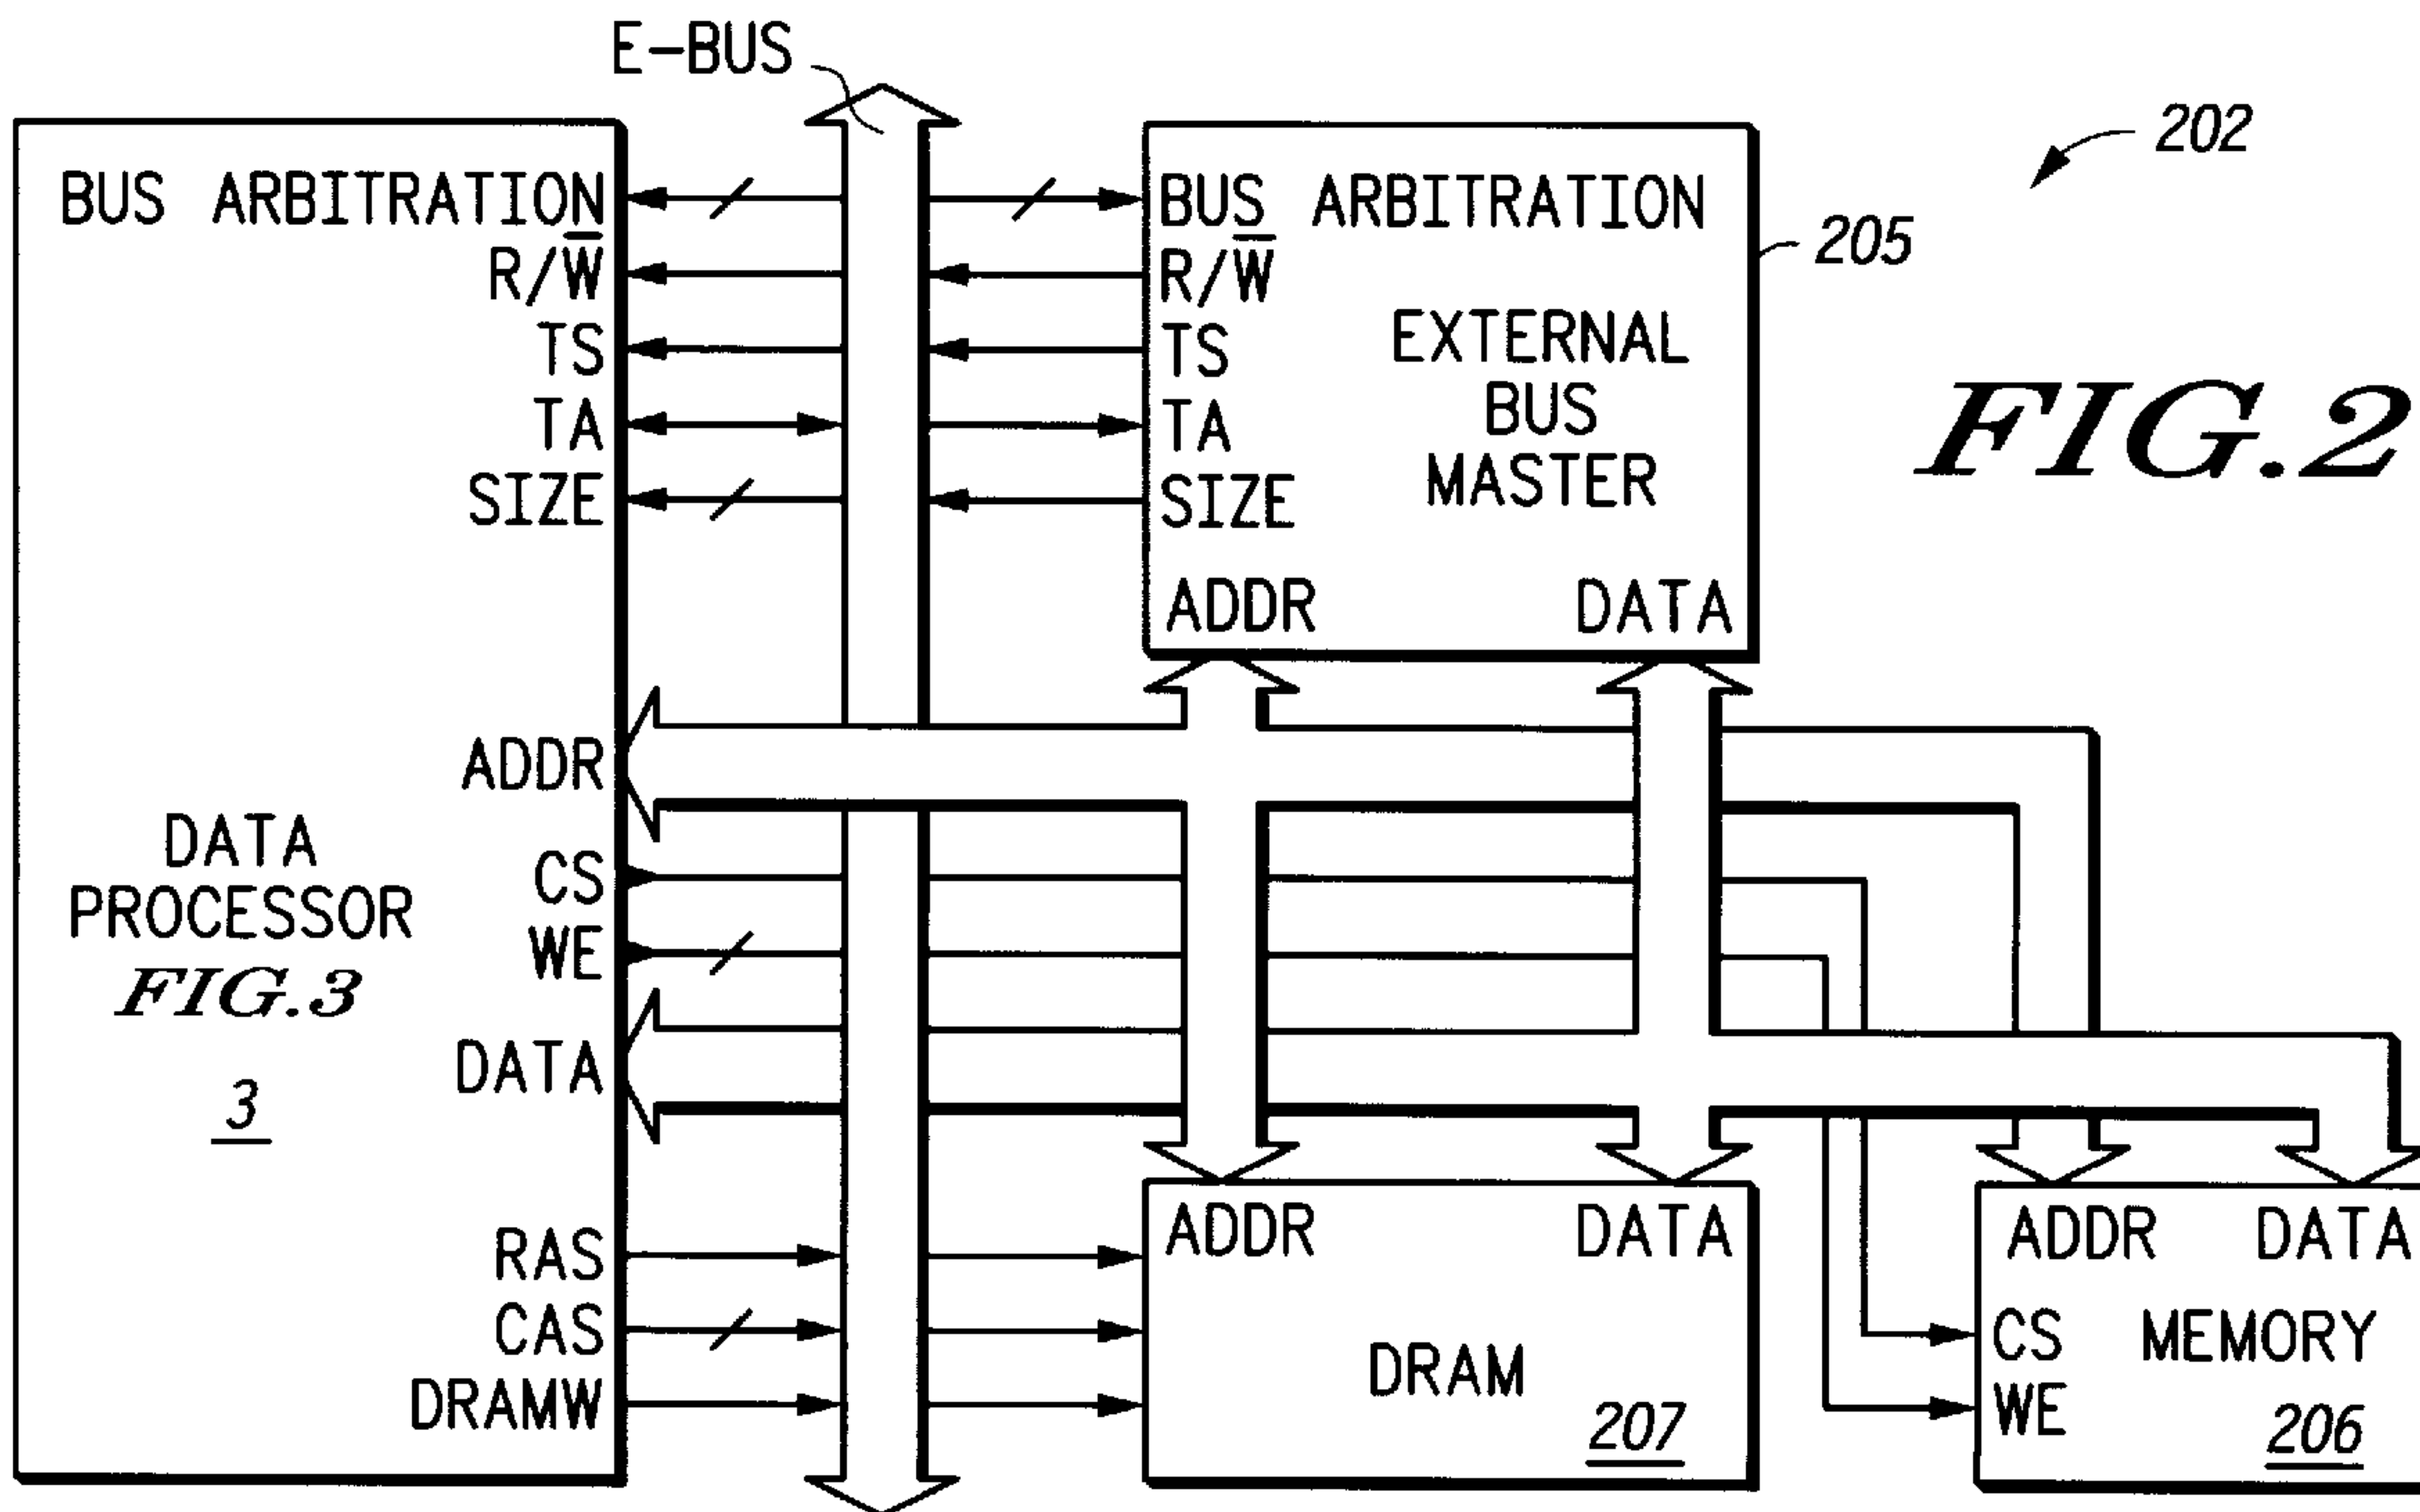 E-BUS
202
BUS ARBITRATION
R/W̅
TS
TA
SIZE
ADDR
CS
WE
DATA
RAS
CAS
DRAMW
DATA
PROCESSOR
FIG.3
3
BUS ARBITRATION
R/W̅
TS
TA
SIZE
EXTERNAL
BUS
MASTER
ADDR DATA
205
FIG.2
ADDR DATA
DRAM
207
ADDR DATA
CS MEMORY
WE
206